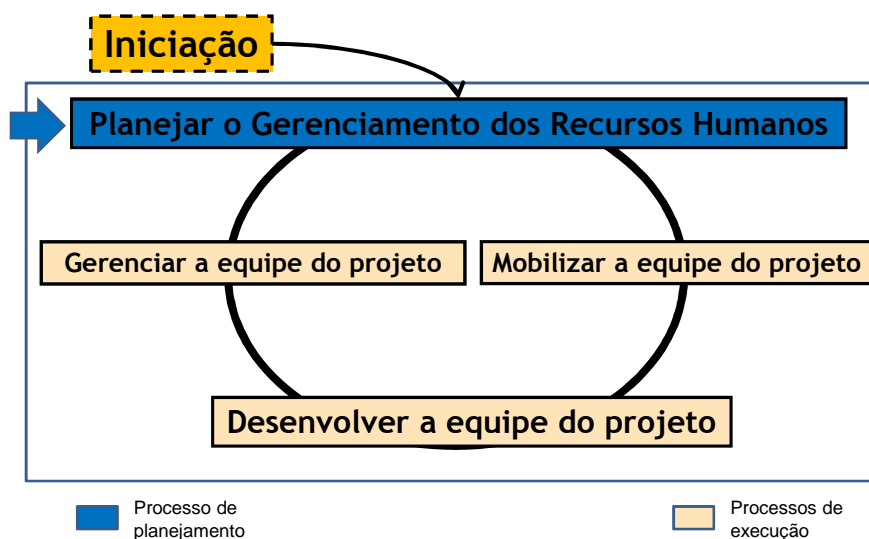 Iniciação
Planejar o Gerenciamento dos Recursos Humanos
Gerenciar a equipe do projeto
Mobilizar a equipe do projeto
Desenvolver a equipe do projeto
Processo de
planejamento
Processos de
execução